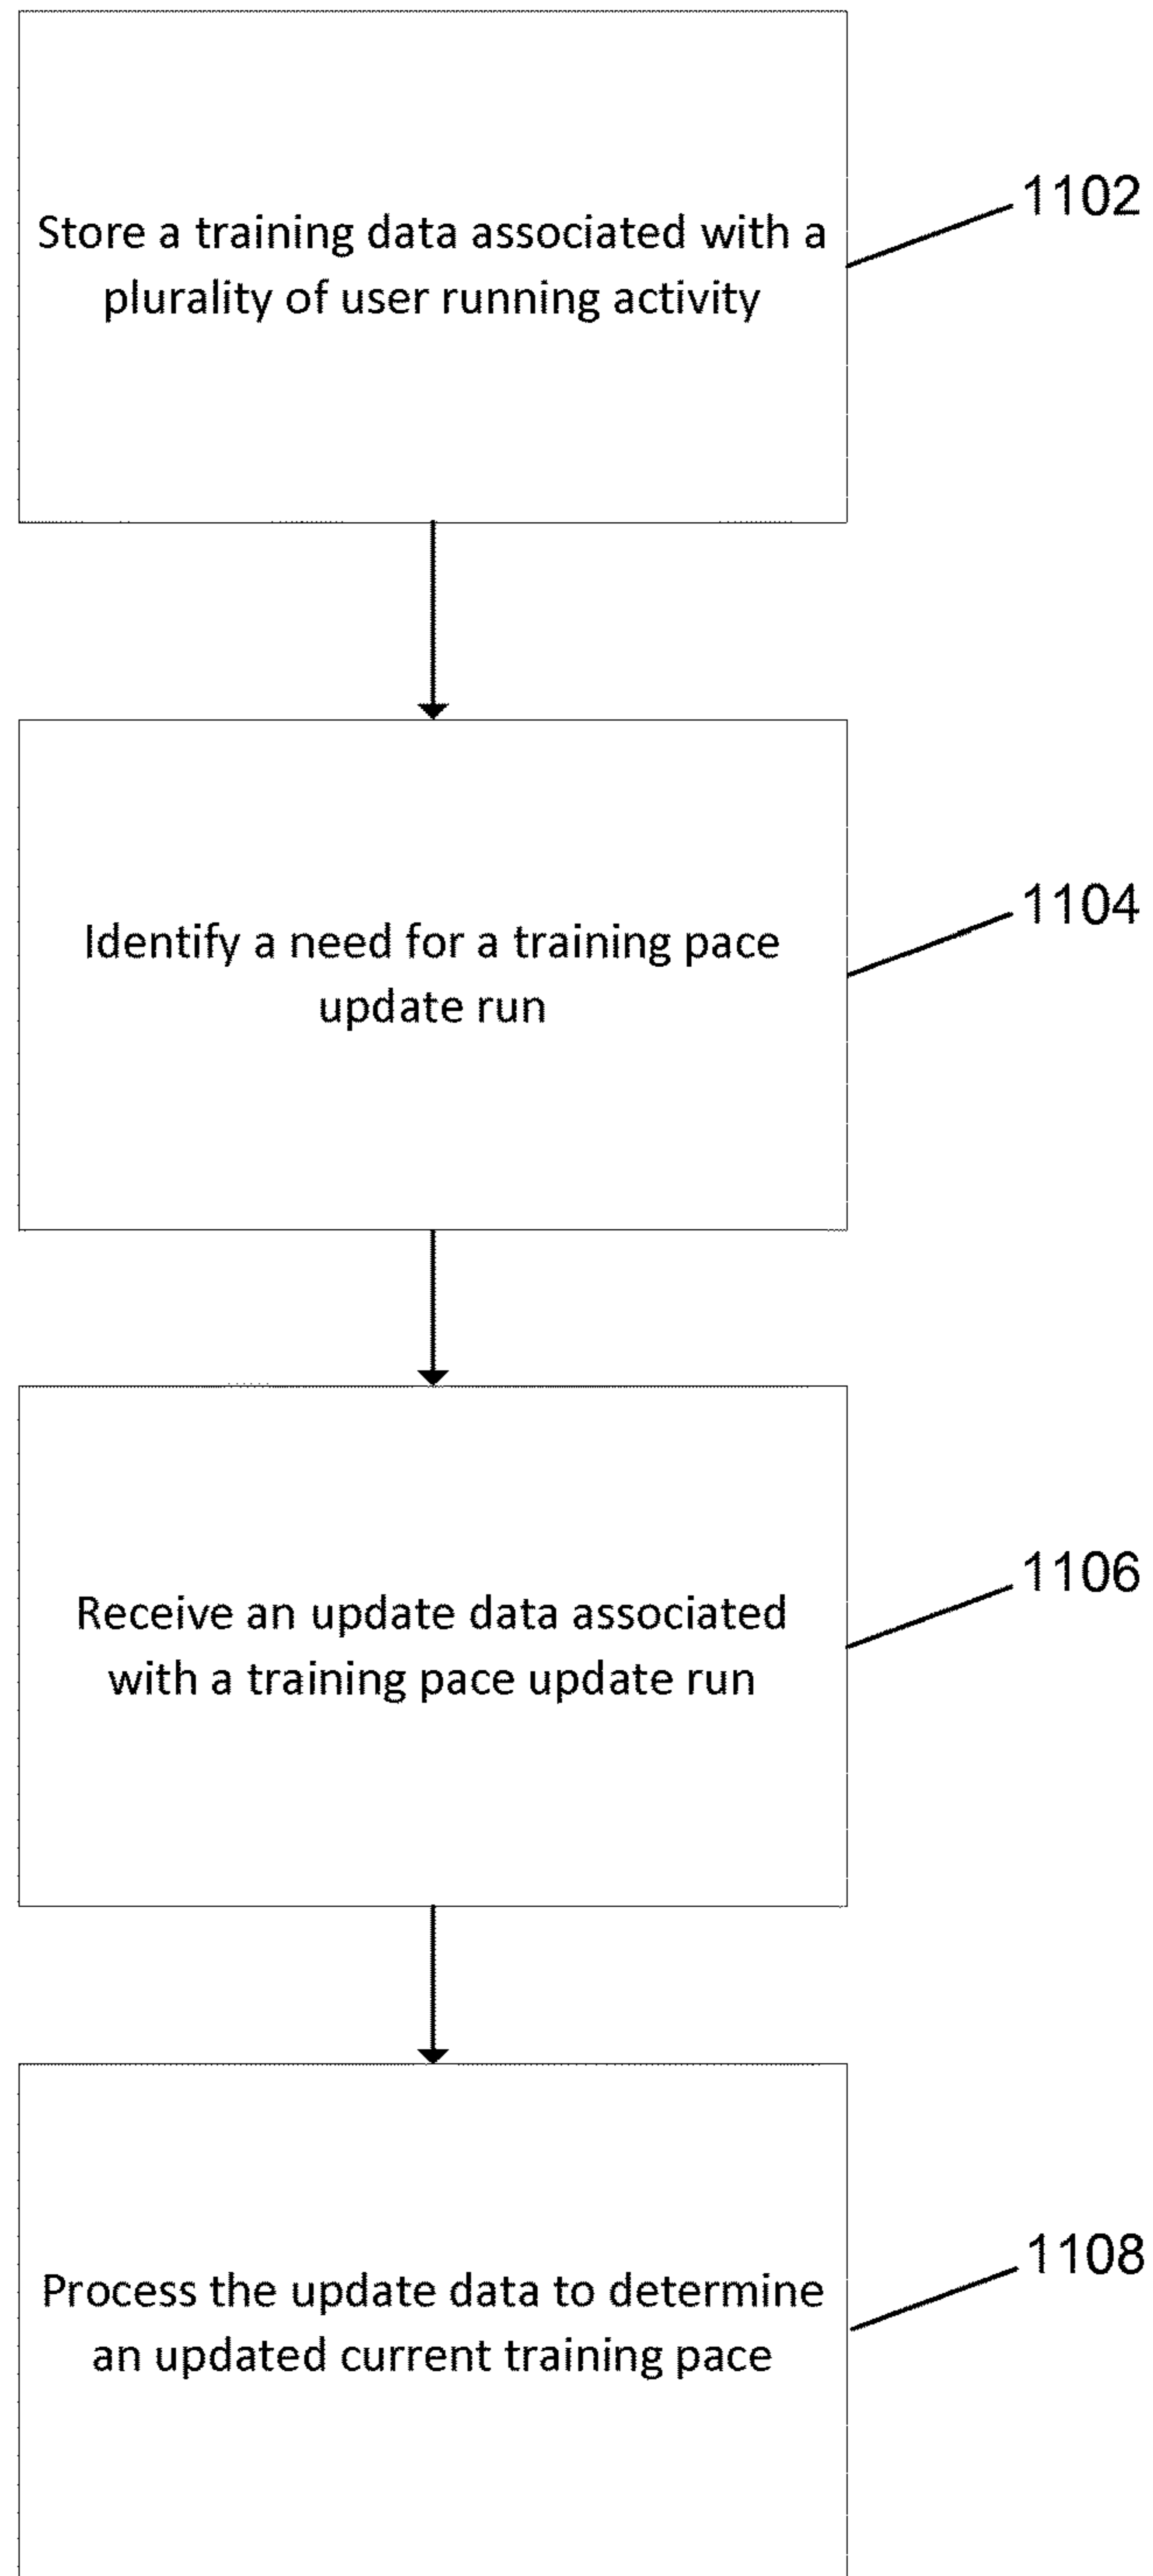 Store a training data associated with a
plurality of user running activity
1102
Identify a need for a training pace
update run
1104
Receive an update data associated
with a training pace update run
1106
Process the update data to determine
an updated current training pace
1108